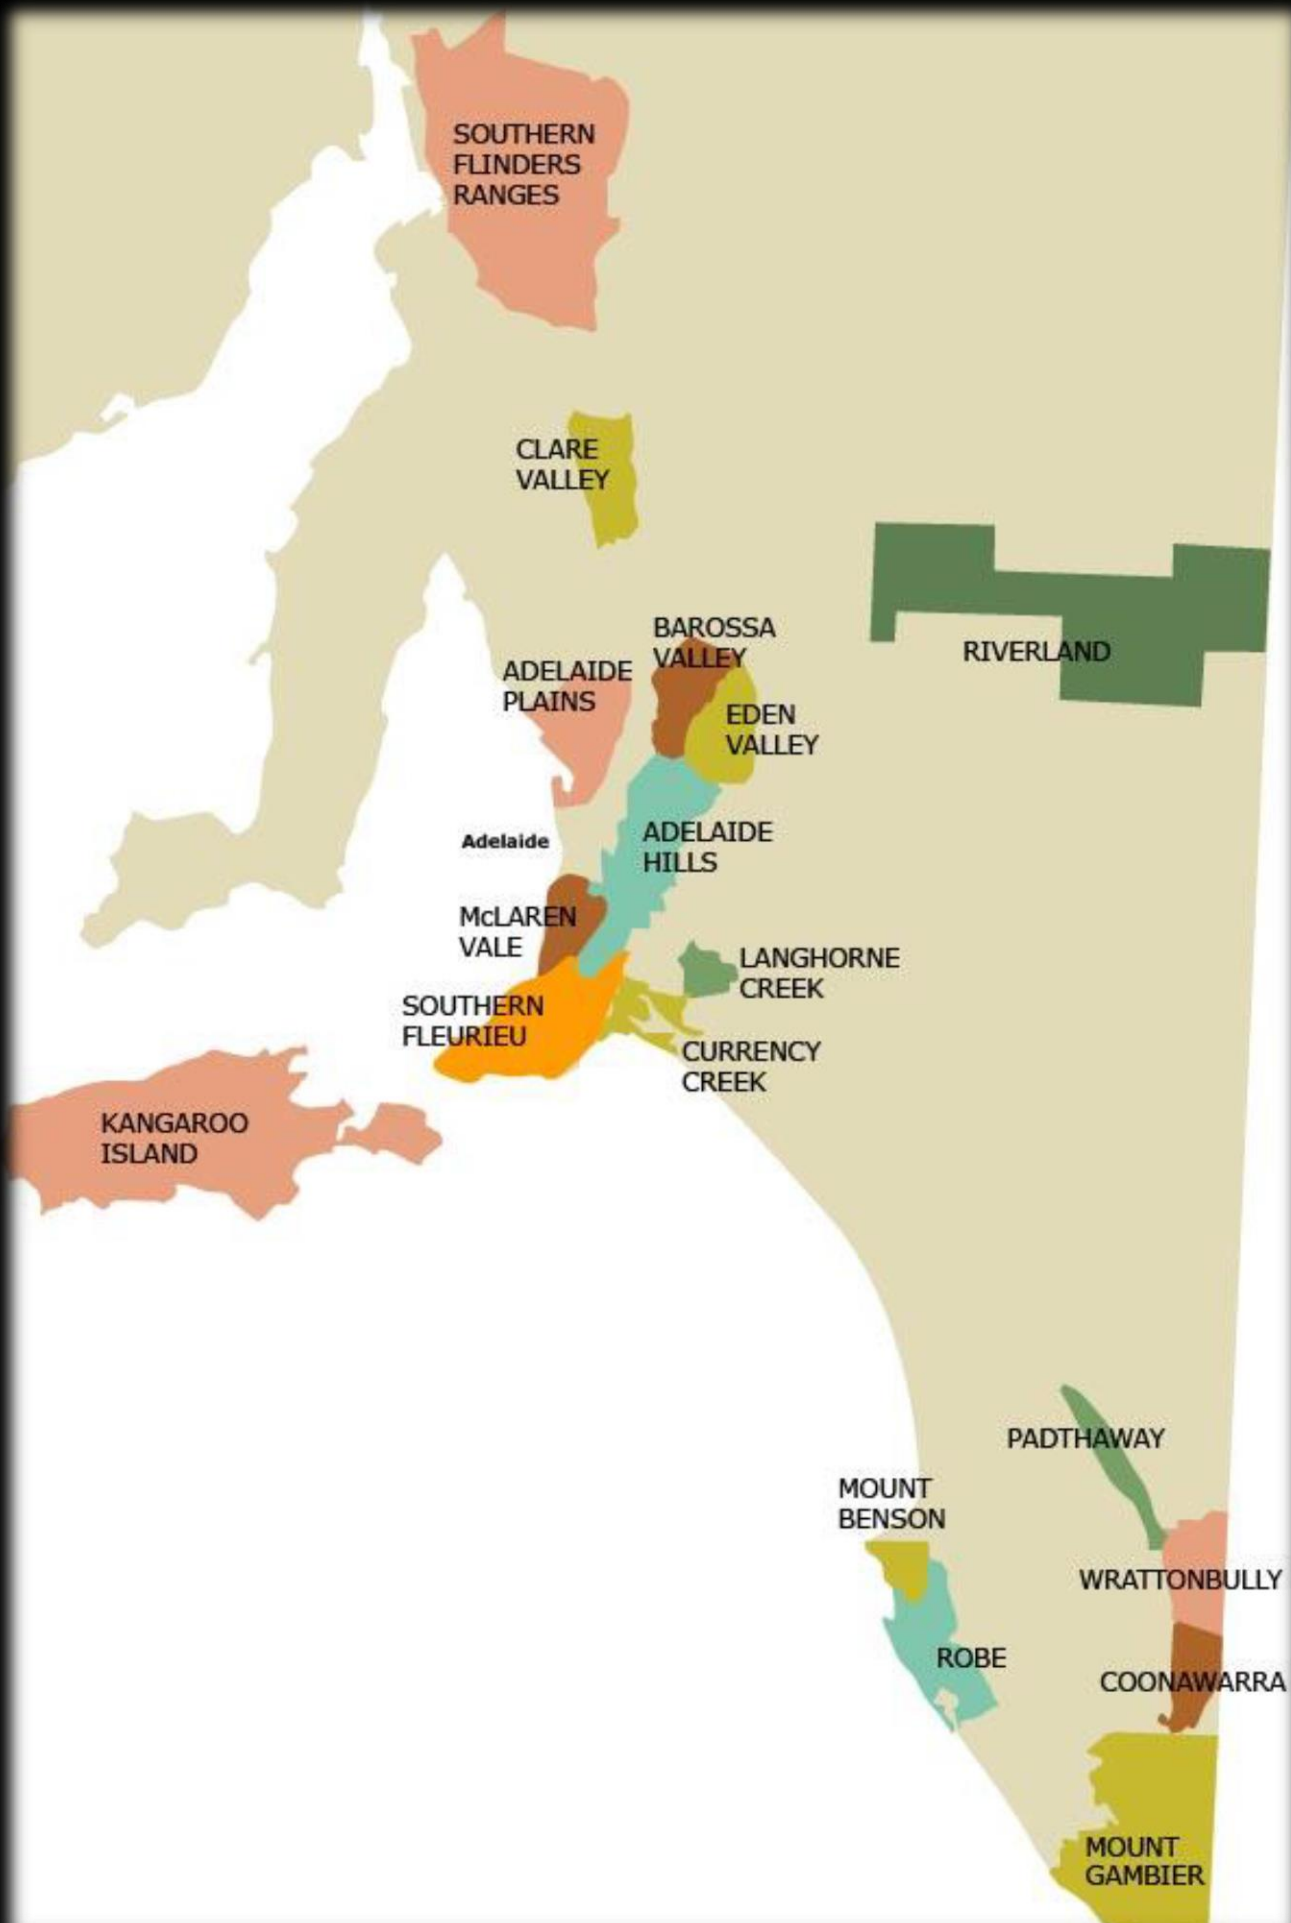 SOUTHERN
FLINDERS
RANGES
CLARE
VALLEY
BAROSSA
VALLEY
RIVERLAND
ADELAIDE
PLAINS
EDEN
VALLEY
Adelaide
ADELAIDE
HILLS
McLAREN
VALE
LANGHORNE
CREEK
SOUTHERN
FLEURIEU
CURRENCY
CREEK
KANGAROO
ISLAND
PADTHAWAY
MOUNT
BENSON
WRATTONBULLY
ROBE
COONAWARRA
MOUNT
GAMBIER